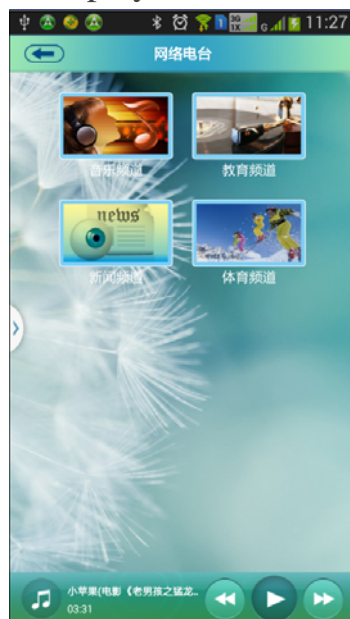 11:27
网络电台
音乐频道
教育频道
news
新闻频道
体育频道
小苹果(电影《老男孩之猛龙..
03:31